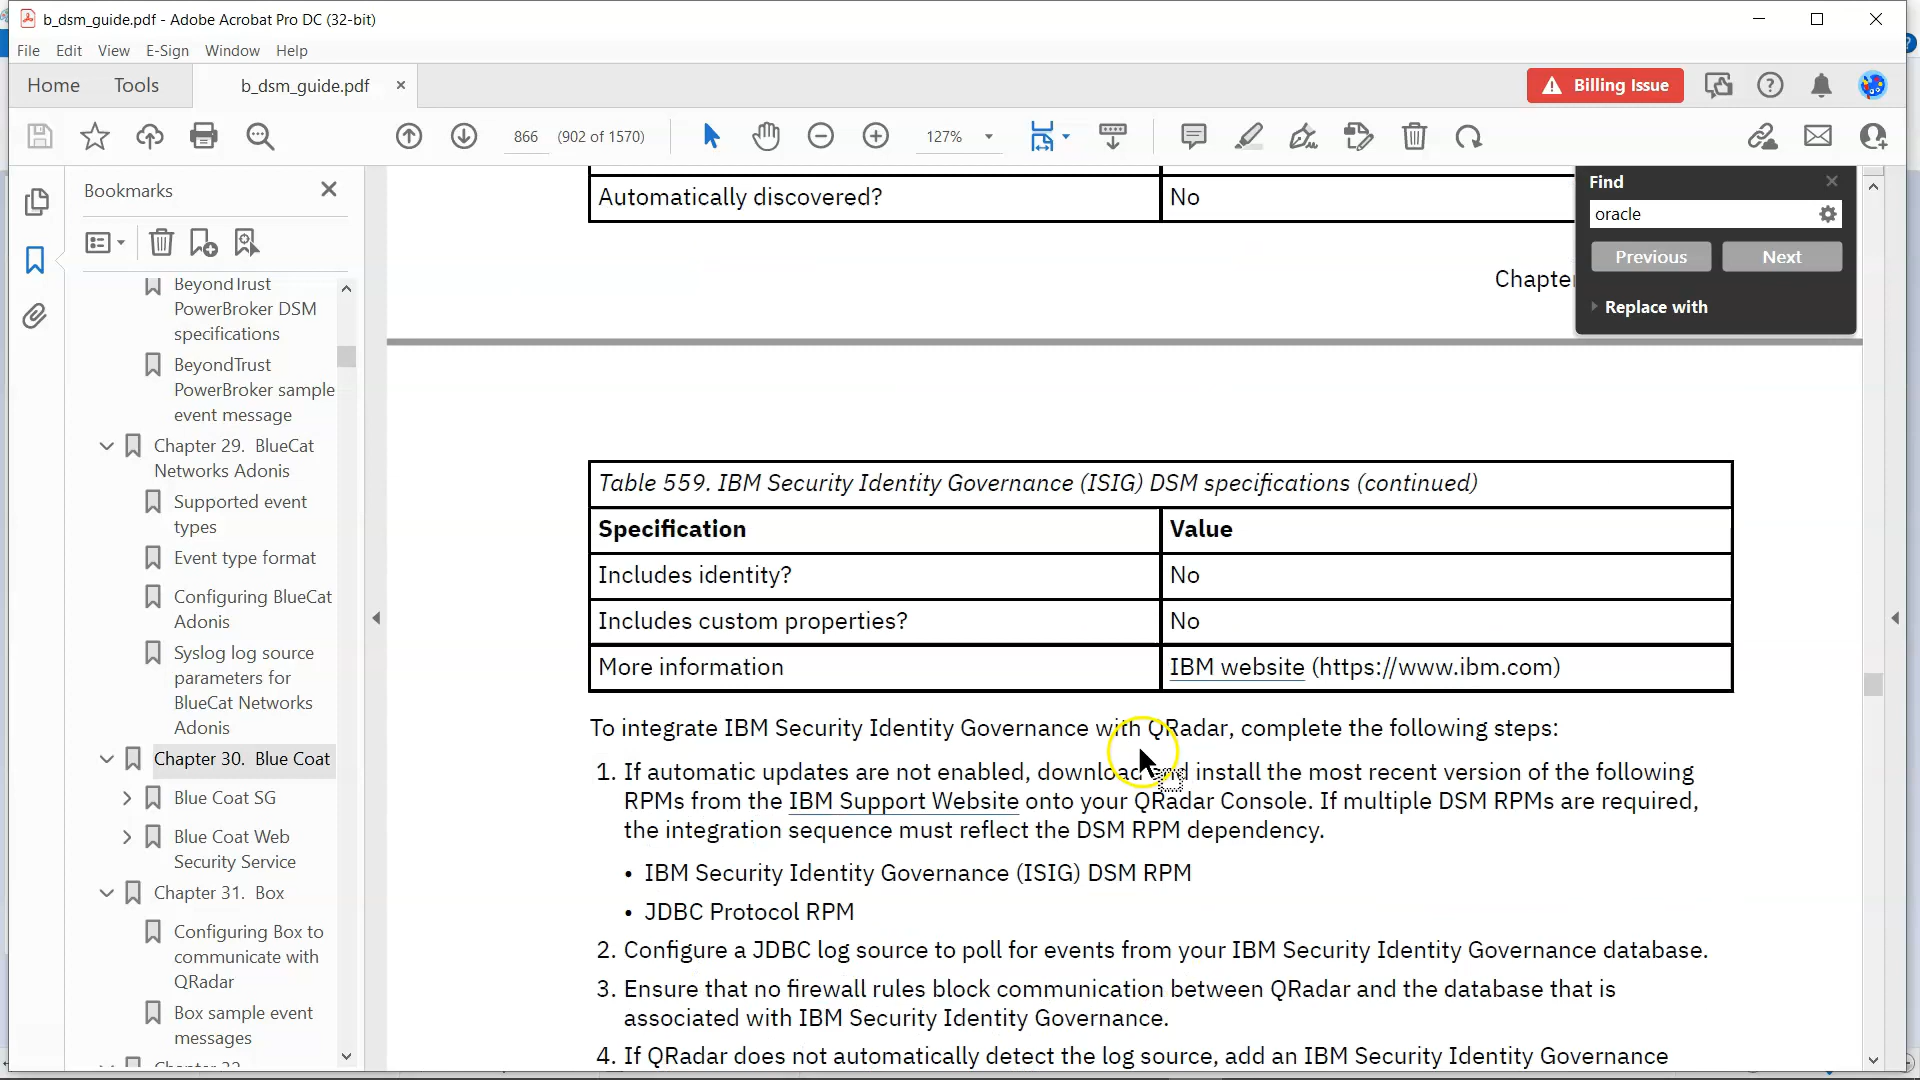 b_dsm_guide.pdf - Adobe Acrobat Pro DC (32-bit)
File Edit View E-Sign Window Help
Home Tools b_dsm_guide.pdf × Billing Issue
866 (902 of 1570) 127%
Bookmarks
BeyondTrust
PowerBroker DSM
specifications
BeyondTrust
PowerBroker sample
event message
Chapter 29. BlueCat
Networks Adonis
Supported event
types
Event type format
Configuring BlueCat
Adonis
Syslog log source
parameters for
BlueCat Networks
Adonis
Chapter 30. Blue Coat
Blue Coat SG
Blue Coat Web
Security Service
Chapter 31. Box
Configuring Box to
communicate with
QRadar
Box sample event
messages
Automatically discovered? No
Chapter
Find
oracle
Previous Next
Replace with
Table 559. IBM Security Identity Governance (ISIG) DSM specifications (continued)
Specification Value
Includes identity? No
Includes custom properties? No
More information IBM website (https://www.ibm.com)
To integrate IBM Security Identity Governance with QRadar, complete the following steps:
1. If automatic updates are not enabled, download and install the most recent version of the following
RPMs from the IBM Support Website onto your QRadar Console. If multiple DSM RPMs are required,
the integration sequence must reflect the DSM RPM dependency.
• IBM Security Identity Governance (ISIG) DSM RPM
• JDBC Protocol RPM
2. Configure a JDBC log source to poll for events from your IBM Security Identity Governance database.
3. Ensure that no firewall rules block communication between QRadar and the database that is
associated with IBM Security Identity Governance.
4. If QRadar does not automatically detect the log source, add an IBM Security Identity Governance